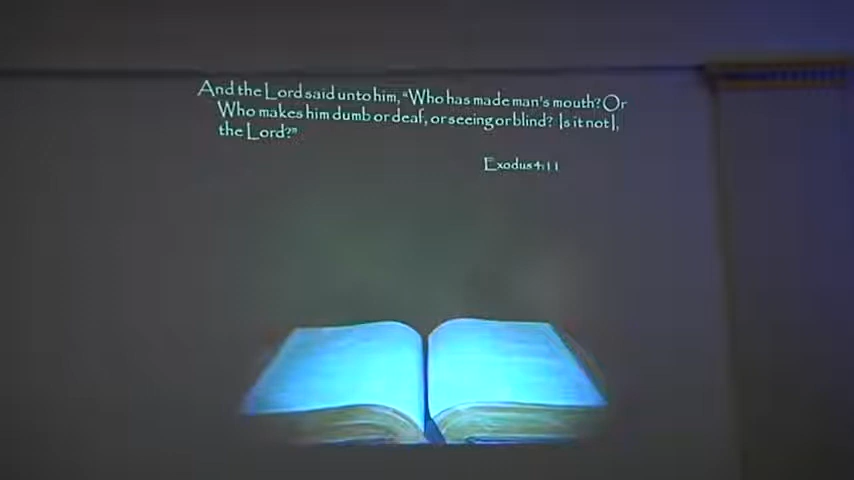 And the Lord said unto him, "Who has made man's mouth? Or
Who makes him dumb or deaf, or seeing or blind? Is it not I,
the Lord?"
Exodus 4:11